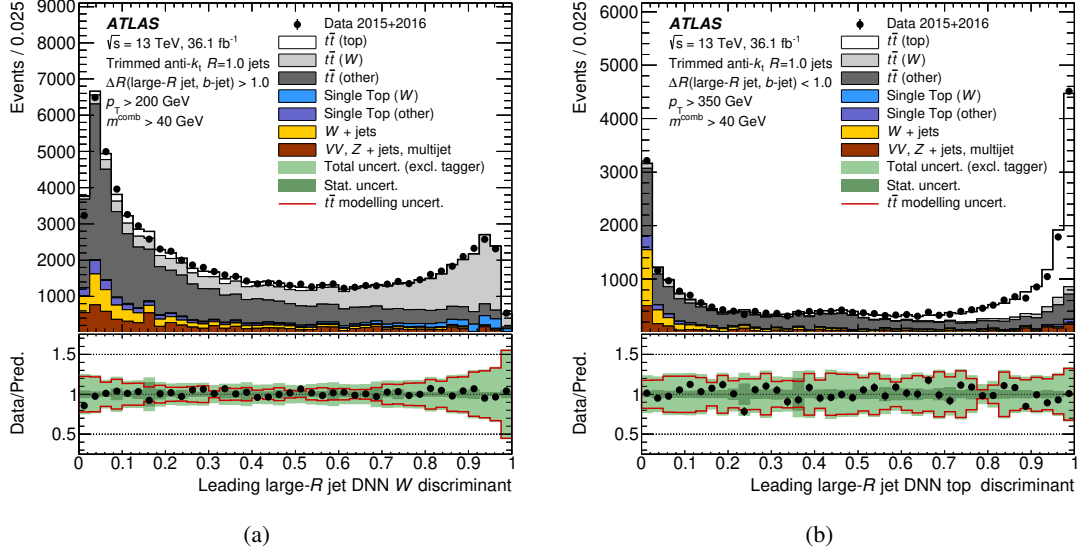 Events / 0.025
9000
8000
7000
6000
5000
4000
3000
2000
1000
ATLAS
√s = 13 TeV, 36.1 fb⁻¹
Trimmed anti-kₜ R=1.0 jets
ΔR(large-R jet, b-jet) > 1.0
p_T > 200 GeV
m^comb > 40 GeV
Data 2015+2016
tt̄ (top)
tt̄ (W)
tt̄ (other)
Single Top (W)
Single Top (other)
W + jets
VV, Z + jets, multijet
Total uncert. (excl. tagger)
Stat. uncert.
tt̄ modelling uncert.
Data/Pred.
1.5
1
0.5
0 0.1 0.2 0.3 0.4 0.5 0.6 0.7 0.8 0.9 1
Leading large-R jet DNN W discriminant
(a)
Events / 0.025
6000
5000
4000
3000
2000
1000
0
ATLAS
√s = 13 TeV, 36.1 fb⁻¹
Trimmed anti-kₜ R=1.0 jets
ΔR(large-R jet, b-jet) < 1.0
p_T > 350 GeV
m^comb > 40 GeV
Data 2015+2016
tt̄ (top)
tt̄ (W)
tt̄ (other)
Single Top (W)
Single Top (other)
W + jets
VV, Z + jets, multijet
Total uncert. (excl. tagger)
Stat. uncert.
tt̄ modelling uncert.
Data/Pred.
1.5
1
0.5
0 0.1 0.2 0.3 0.4 0.5 0.6 0.7 0.8 0.9 1
Leading large-R jet DNN top discriminant
(b)